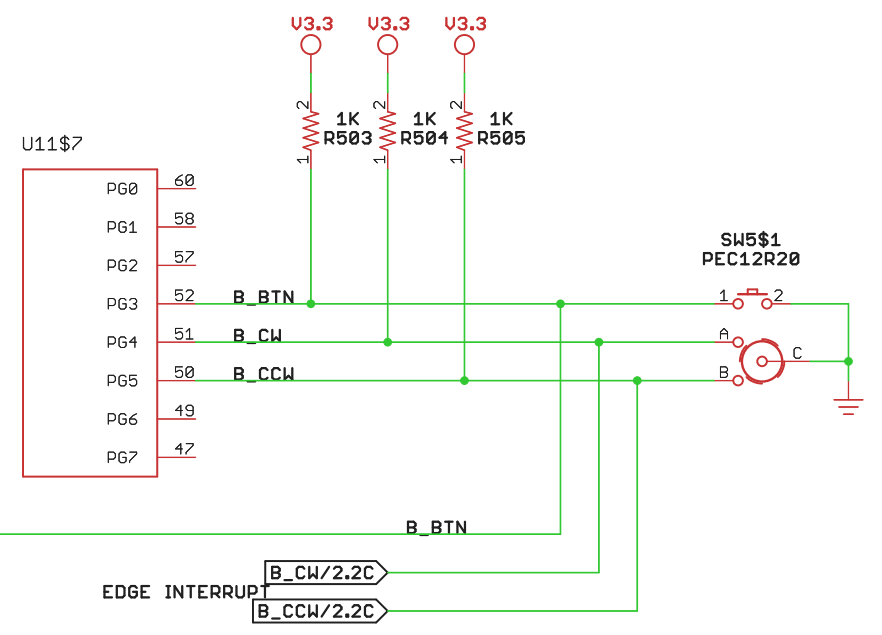 V3.3 V3.3 V3.3
2 2 2
1K 1K 1K
R503 R504 R505
1 1 1
U11$7
PG0 60
PG1 58
PG2 57
PG3 52
PG4 51
PG5 50
PG6 49
PG7 47
B_BTN
B_CW
B_CCW
SW5$1
PEC12R20
1 2
A
C
B
B_BTN
B_CW/2.2C
EDGE INTERRUPT
B_CCW/2.2C